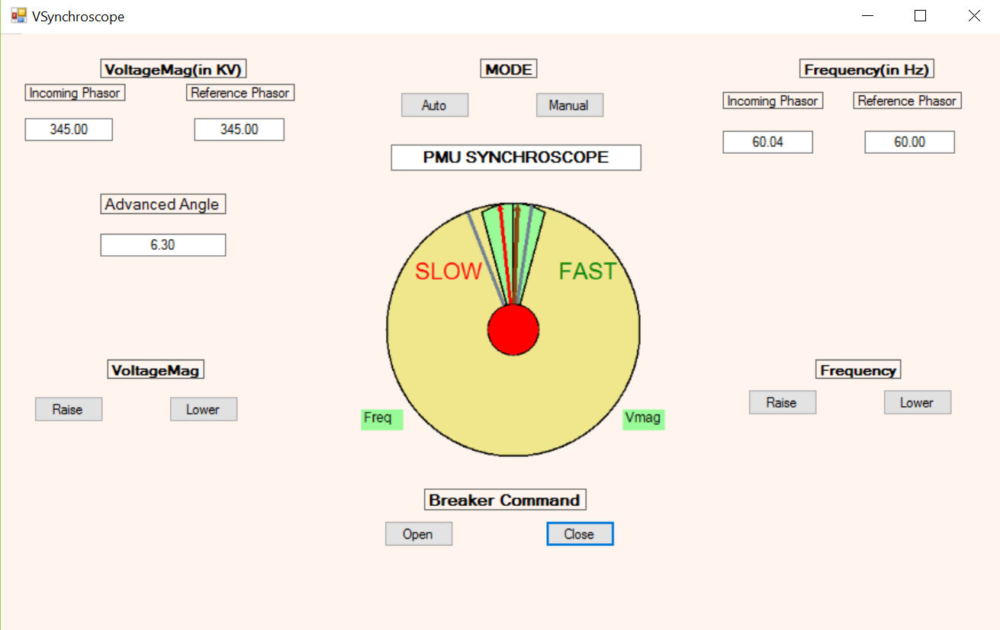 VSynchroscope
VoltageMag(in KV)
MODE
Frequency(in Hz)
Incoming Phasor
Reference Phasor
Auto
Manual
Incoming Phasor
Reference Phasor
345.00
345.00
60.04
60.00
PMU SYNCHROSCOPE
Advanced Angle
6.30
SLOW
FAST
VoltageMag
Frequency
Raise
Lower
Raise
Lower
Freq
Vmag
Breaker Command
Open
Close